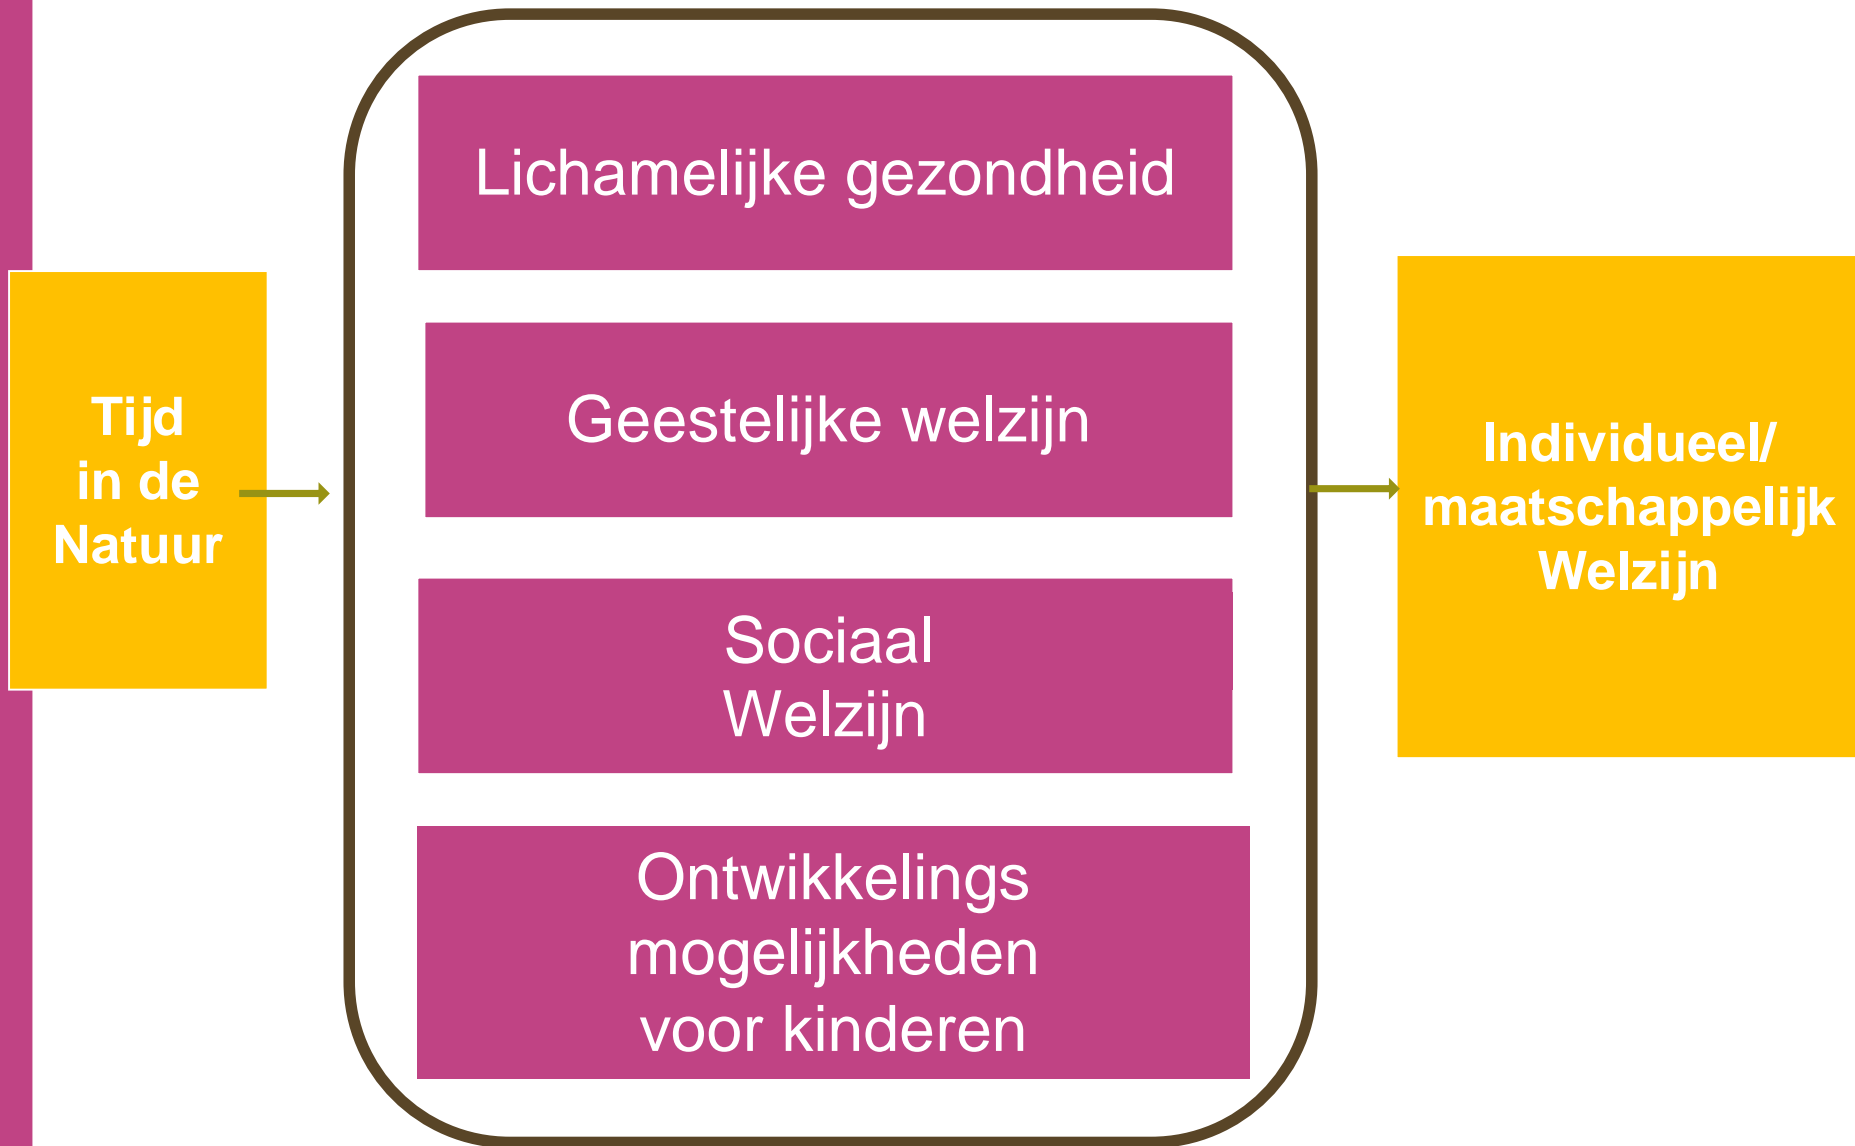 Tijd
in de
Natuur
Lichamelijke gezondheid
Geestelijke welzijn
Sociaal
Welzijn
Ontwikkelings
mogelijkheden
voor kinderen
Individueel/
maatschappelijk
Welzijn